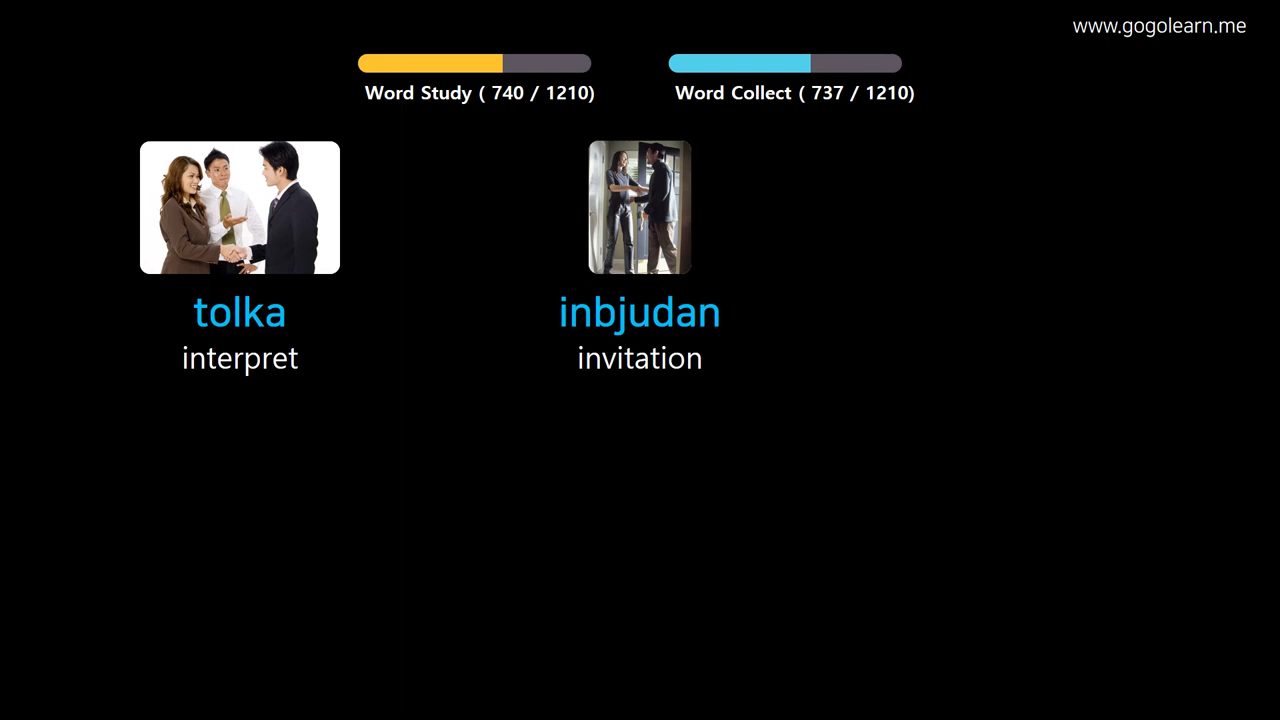 www.gogolearn.me
Word Study ( 740 / 1210)
Word Collect ( 737 / 1210)
tolka
interpret
inbjudan
invitation